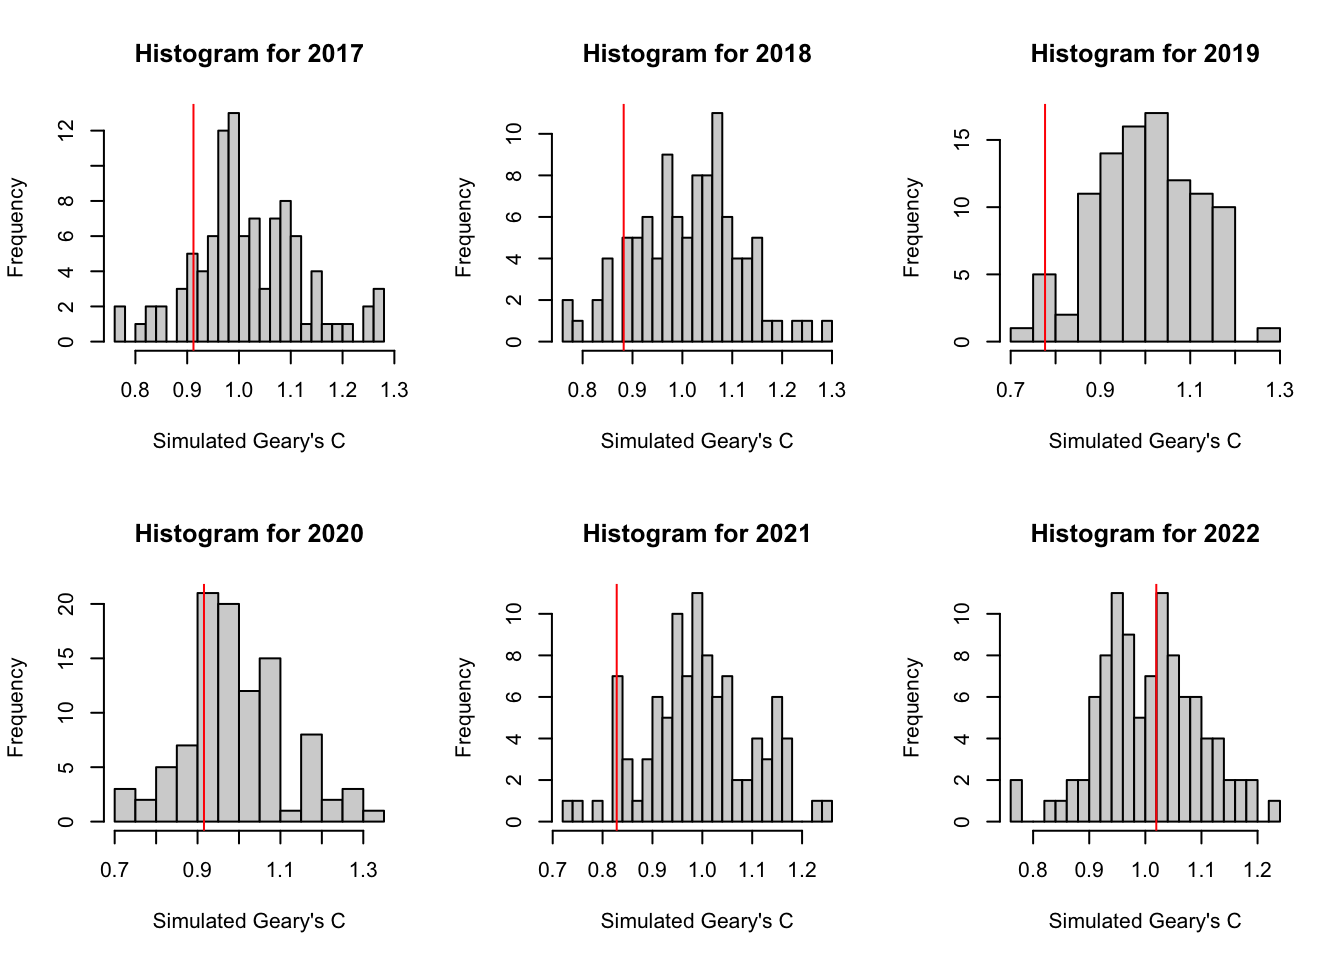 Histogram for 2017
Frequency
0 2 4 6 8 12
0.8 0.9 1.0 1.1 1.2 1.3
Simulated Geary's C
Histogram for 2018
Frequency
0 2 4 6 8 10
0.8 0.9 1.0 1.1 1.2 1.3
Simulated Geary's C
Histogram for 2019
Frequency
0 5 10 15
0.7 0.9 1.1 1.3
Simulated Geary's C
Histogram for 2020
Frequency
0 5 10 15 20
0.7 0.9 1.1 1.3
Simulated Geary's C
Histogram for 2021
Frequency
0 2 4 6 8 10
0.7 0.8 0.9 1.0 1.1 1.2
Simulated Geary's C
Histogram for 2022
Frequency
0 2 4 6 8 10
0.8 0.9 1.0 1.1 1.2
Simulated Geary's C